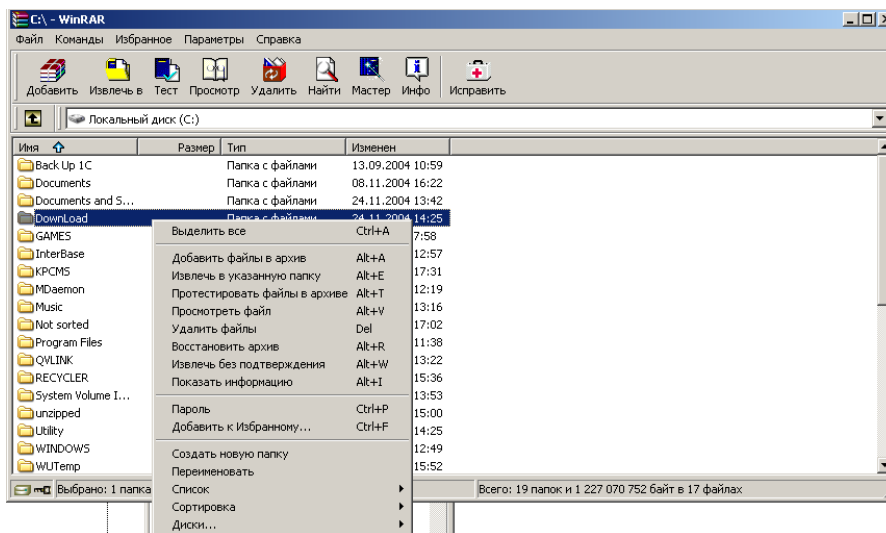 C:\ - WinRAR
Файл Команды Избранное Параметры Справка
Добавить Извлечь в Тест Просмотр Удалить Найти Мастер Инфо Исправить
Локальный диск (C:)
Имя Размер Тип Изменен
Back Up 1C Папка с файлами 13.09.2004 10:59
Documents Папка с файлами 08.11.2004 16:22
Documents and S... Папка с файлами 24.11.2004 13:42
DownLoad Папка с файлами 24.11.2004 14:25
GAMES 7:58
InterBase 12:57
KPCMS 17:31
MDaemon 12:19
Music 13:16
Not sorted 17:02
Program Files 11:38
QVLINK 13:22
RECYCLER 15:36
System Volume I... 13:53
unzipped 15:00
Utility 14:25
WINDOWS 12:49
WUTemp 15:52
Выделить все Ctrl+A
Добавить файлы в архив Alt+A
Извлечь в указанную папку Alt+E
Протестировать файлы в архиве Alt+T
Просмотреть файл Alt+V
Удалить файлы Del
Восстановить архив Alt+R
Извлечь без подтверждения Alt+W
Показать информацию Alt+I
Пароль Ctrl+P
Добавить к Избранному... Ctrl+F
Создать новую папку
Переименовать
Список
Сортировка
Диски...
Выбрано: 1 папка
Всего: 19 папок и 1 227 070 752 байт в 17 файлах